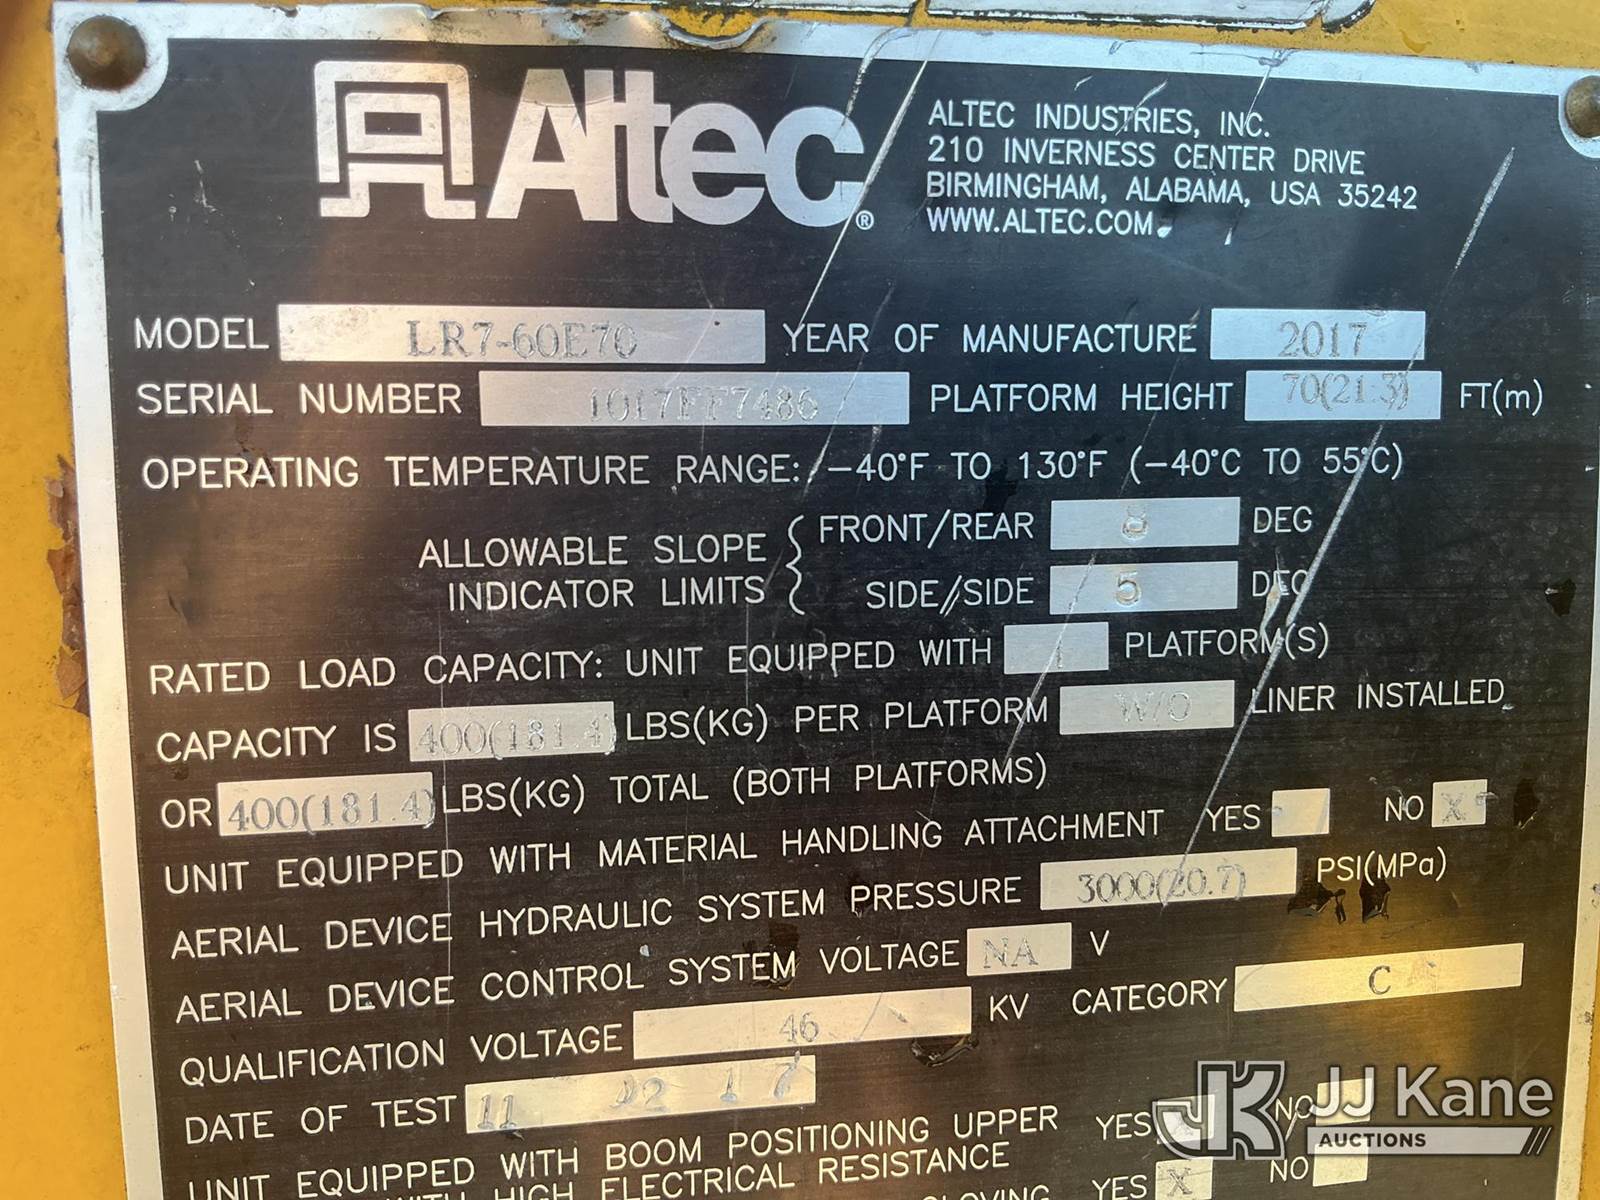 Altec®
ALTEC INDUSTRIES, INC.
210 INVERNESS CENTER DRIVE
BIRMINGHAM, ALABAMA, USA 35242
WWW.ALTEC.COM
MODEL LR7-60E70 YEAR OF MANUFACTURE 2017
SERIAL NUMBER 1017FF7486 PLATFORM HEIGHT 70(21.3) FT(m)
OPERATING TEMPERATURE RANGE: -40°F TO 130°F (-40°C TO 55°C)
ALLOWABLE SLOPE INDICATOR LIMITS { FRONT/REAR 8 DEG
SIDE/SIDE 5 DEG
RATED LOAD CAPACITY: UNIT EQUIPPED WITH 1 PLATFORM(S)
CAPACITY IS 400(181.4) LBS(KG) PER PLATFORM W/O LINER INSTALLED
OR 400(181.4) LBS(KG) TOTAL (BOTH PLATFORMS)
UNIT EQUIPPED WITH MATERIAL HANDLING ATTACHMENT YES NO X
AERIAL DEVICE HYDRAULIC SYSTEM PRESSURE 3000(20.7) PSI(MPa)
AERIAL DEVICE CONTROL SYSTEM VOLTAGE NA V
QUALIFICATION VOLTAGE 46 KV CATEGORY C
DATE OF TEST 11 22 17
UNIT EQUIPPED WITH BOOM POSITIONING UPPER YES NO
WITH HIGH ELECTRICAL RESISTANCE
YES X NO
JJ Kane
AUCTIONS